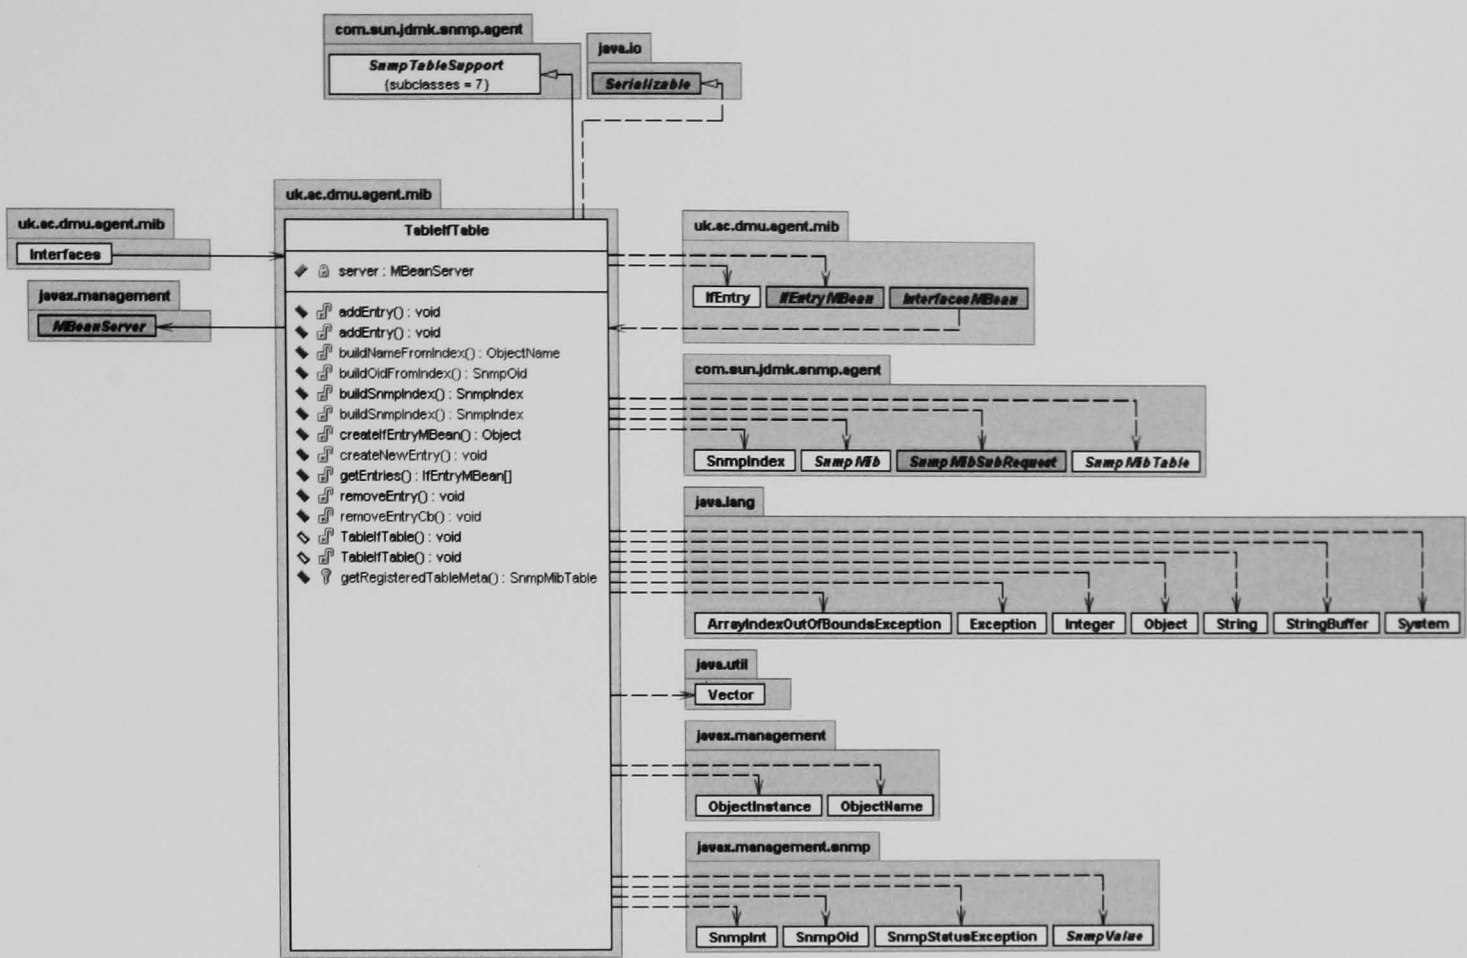 com.sun.jdmk.snmp.agent
SnmpTableSupport
{subclasses = 7}
java.io
Serializable
uk.ac.dmu.agent.mib
Interfaces
javax.management
MBeanServer
uk.ac.dmu.agent.mib
TableIfTable
server : MBeanServer
addEntry() : void
addEntry() : void
buildNameFromIndex() : ObjectName
buildOidFromIndex() : SnmpOid
buildSnmpIndex() : SnmpIndex
buildSnmpIndex() : SnmpIndex
createIfEntryMBean() : Object
createNewEntry() : void
getEntries() : IfEntryMBean[]
removeEntry() : void
removeEntryCb() : void
TableIfTable() : void
TableIfTable() : void
getRegisteredTableMeta() : SnmpMibTable
uk.ac.dmu.agent.mib
IfEntry IfEntryMBean InterfacesMBean
com.sun.jdmk.snmp.agent
SnmpIndex SnmpMib SnmpMibSubRequest SnmpMibTable
java.lang
ArrayIndexOutOfBoundsException Exception Integer Object String StringBuffer System
java.util
Vector
javax.management
ObjectInstance ObjectName
javax.management.snmp
SnmpInt SnmpOid SnmpStatusException SnmpValue